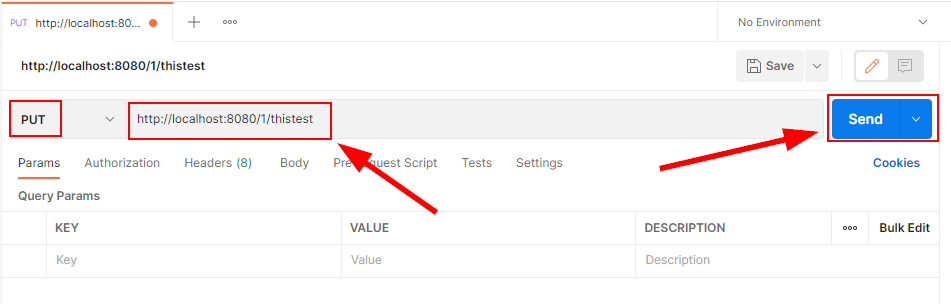 PUT http://localhost:80... No Environment
http://localhost:8080/1/thistest Save
PUT http://localhost:8080/1/thistest Send
Params Authorization Headers (8) Body Pre-request Script Tests Settings Cookies
Query Params
KEY VALUE DESCRIPTION Bulk Edit
Key Value Description